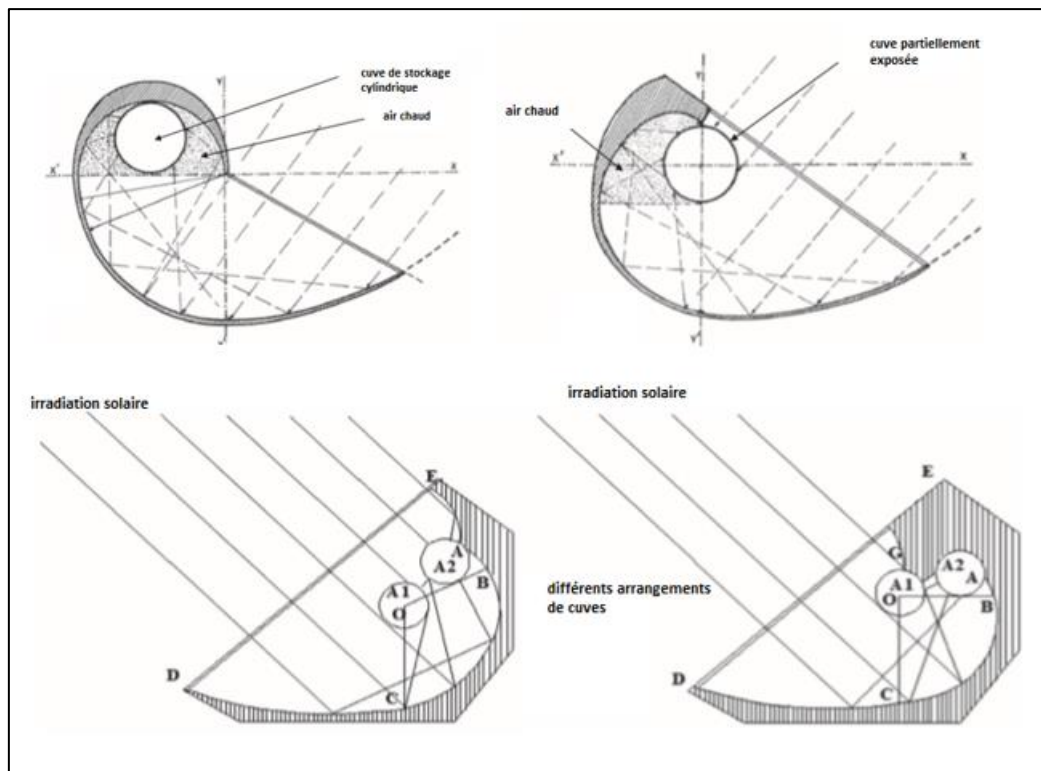 cuve de stockage
cylindrique
air chaud
Y
X'
X
cuve partiellement
exposée
air chaud
Y
X'
X
Y'
irradiation solaire
irradiation solaire
E
A
A2
B
A1
O
D
C
différents arrangements
de cuves
E
G
A2
A
A1
O
B
D
C